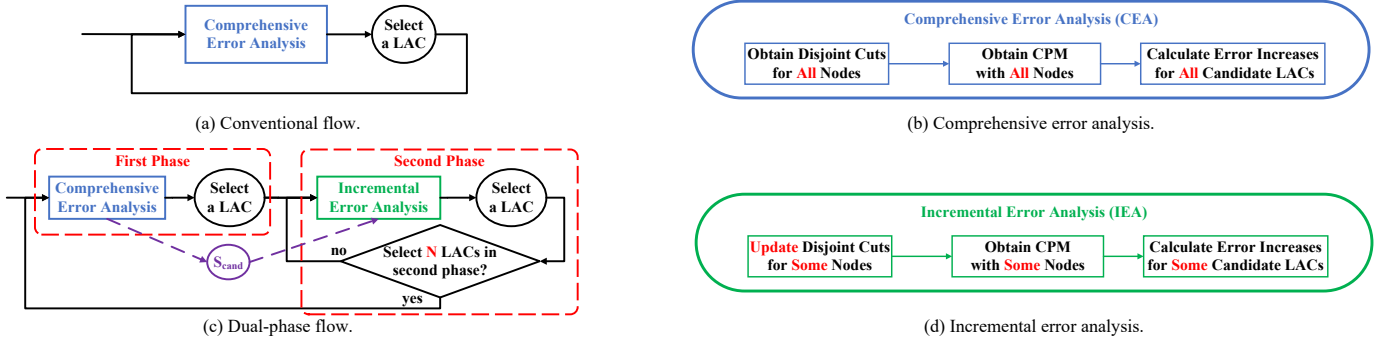 Comprehensive
Error Analysis
Select
a LAC
(a) Conventional flow.
Comprehensive Error Analysis (CEA)
Obtain Disjoint Cuts
for All Nodes
Obtain CPM
with All Nodes
Calculate Error Increases
for All Candidate LACs
(b) Comprehensive error analysis.
First Phase
Comprehensive
Error Analysis
Select
a LAC
Second Phase
Incremental
Error Analysis
Select
a LAC
Scand
no
Select N LACs in
second phase?
yes
(c) Dual-phase flow.
Incremental Error Analysis (IEA)
Update Disjoint Cuts
for Some Nodes
Obtain CPM
with Some Nodes
Calculate Error Increases
for Some Candidate LACs
(d) Incremental error analysis.